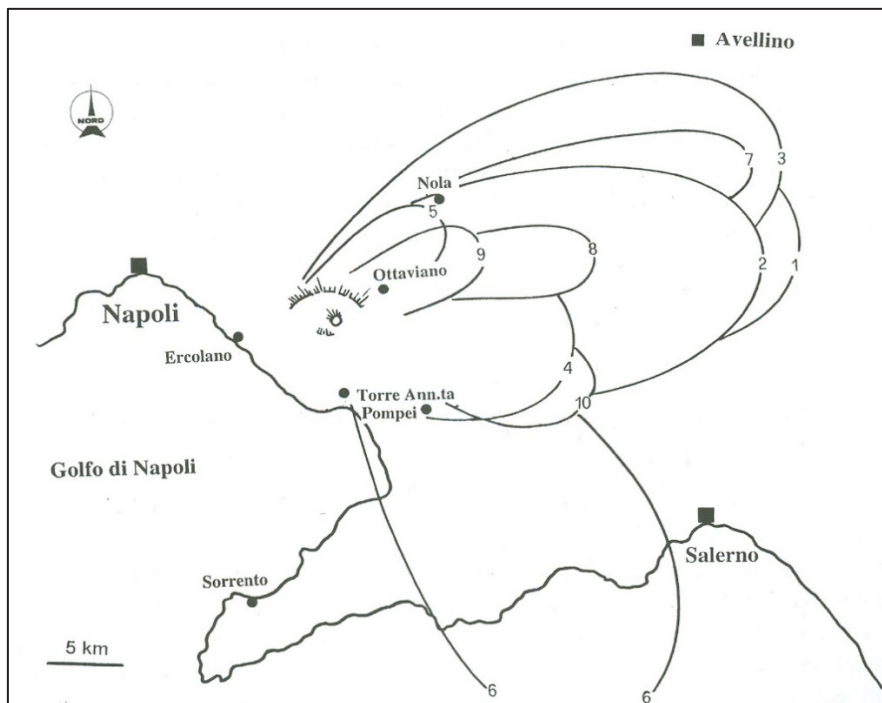 Avellino
NORD
7
3
Nola
5
9
8
2
1
Ottaviano
Napoli
Ercolano
4
Torre Ann.ta
Pompei
10
Golfo di Napoli
Salerno
Sorrento
5 km
6
6